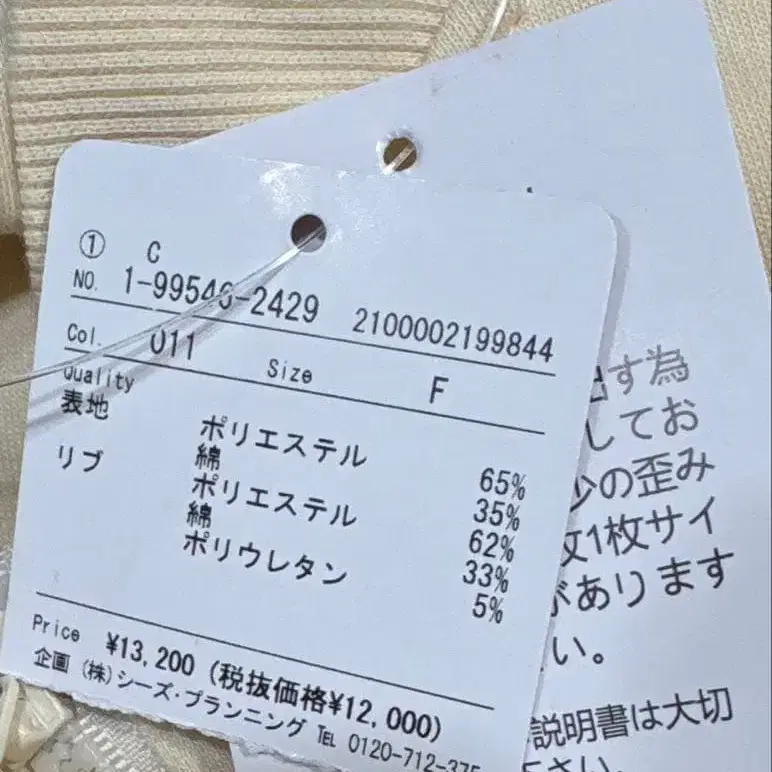 ① C
NO. 1-99546-2429 2100002199844
Col. 011 Size F
Quality
表地 ポリエステル 65%
綿 35%
リブ ポリエステル 62%
綿 33%
ポリウレタン 5%
Price ¥13,200 (税抜価格¥12,000)
企画 (株)シーズ・プランニング TEL 0120-712-375
出す為
してお
少の歪み
枚1枚サイ
があります
い。
説明書は大切
さい。